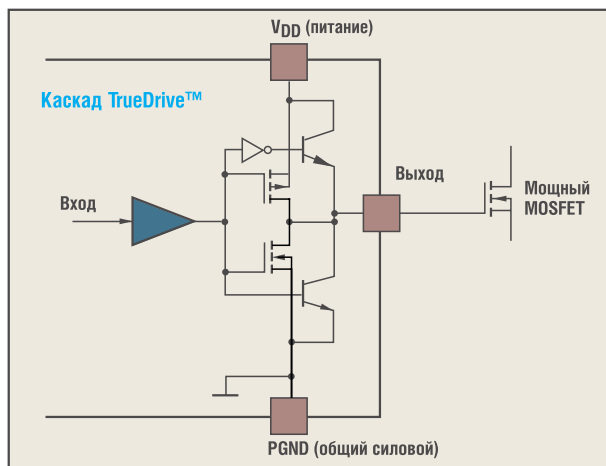 VDD (питание)
Каскад TrueDrive™
Выход
Вход
Мощный
MOSFET
PGND (общий силовой)